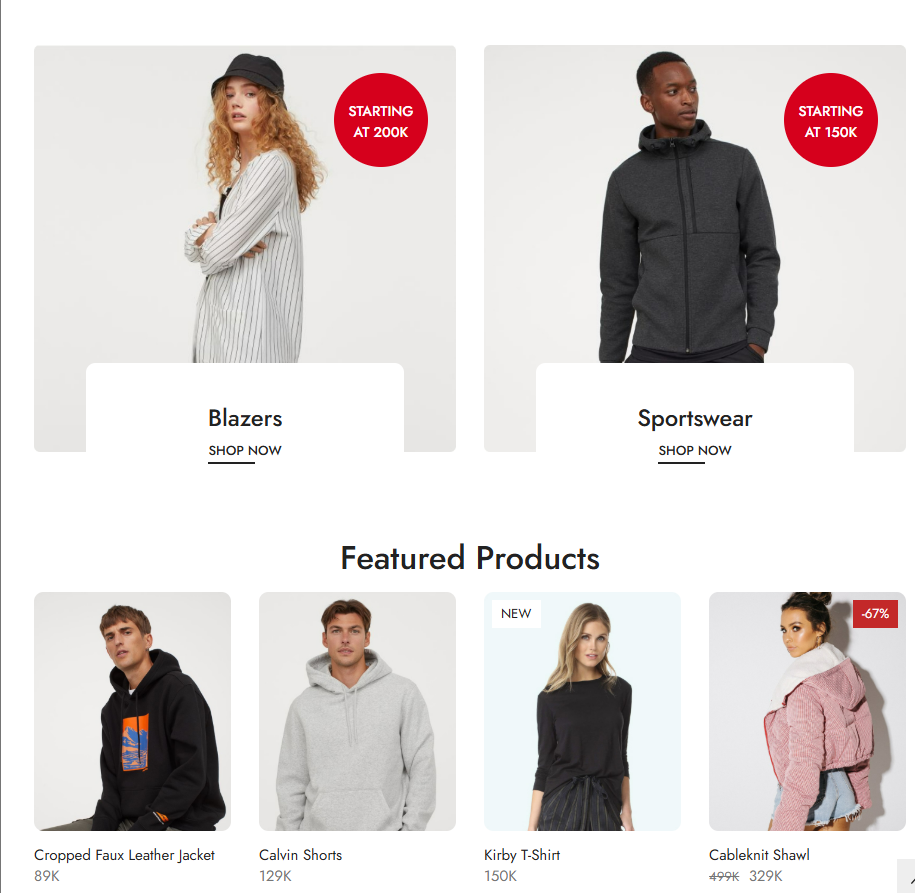 STARTING
AT 200K
STARTING
AT 150K
Blazers
SHOP NOW
Sportswear
SHOP NOW
Featured Products
NEW
-67%
Cropped Faux Leather Jacket
89K
Calvin Shorts
129K
Kirby T-Shirt
150K
Cableknit Shawl
499K 329K